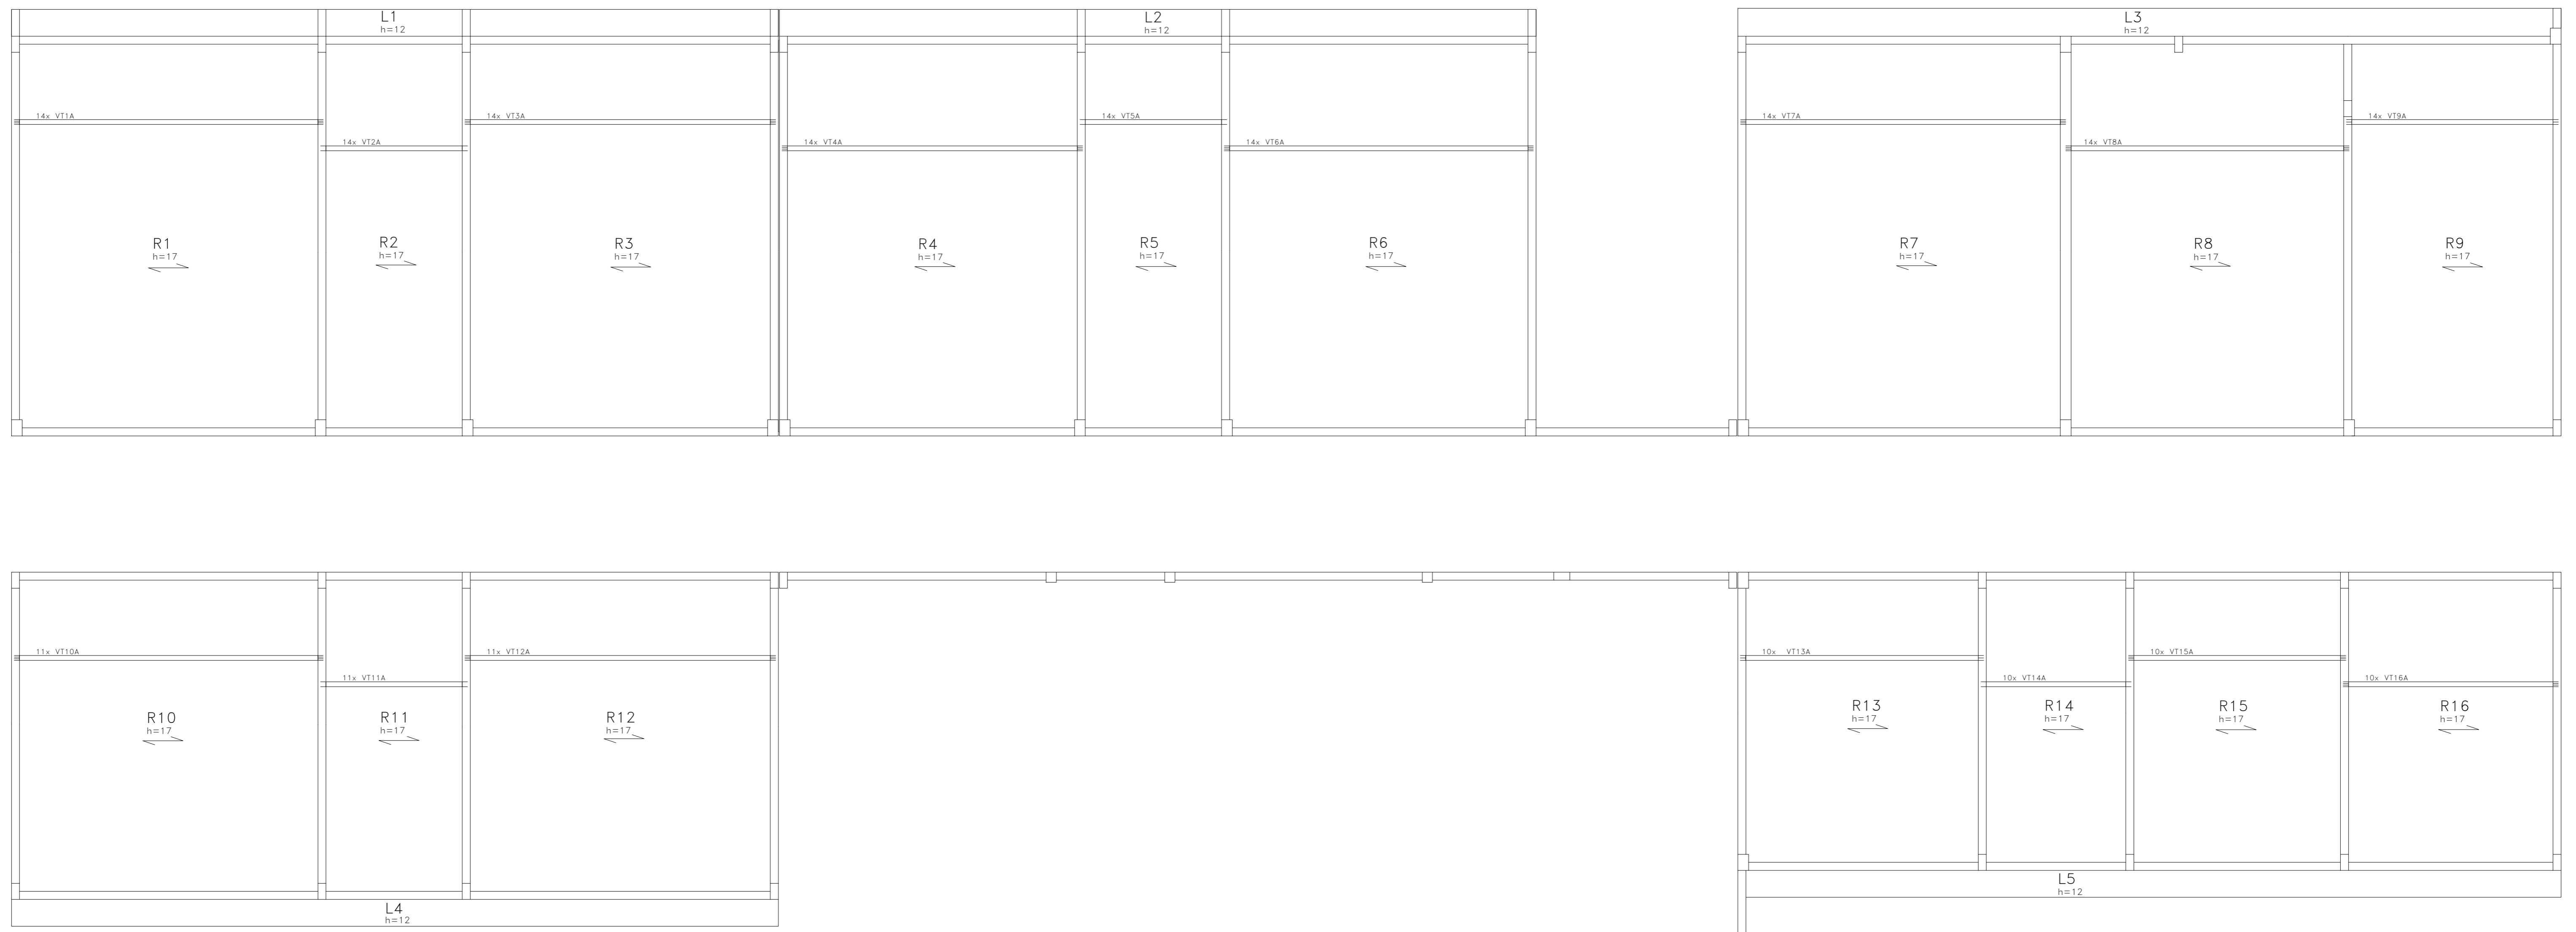 L1
h=12
L2
h=12
L3
h=12
14x VT1A
14x VT2A
14x VT3A
14x VT4A
14x VT5A
14x VT6A
14x VT7A
14x VT8A
14x VT9A
R1
h=17
R2
h=17
R3
h=17
R4
h=17
R5
h=17
R6
h=17
R7
h=17
R8
h=17
R9
h=17
11x VT10A
11x VT11A
11x VT12A
10x VT13A
10x VT14A
10x VT15A
10x VT16A
R10
h=17
R11
h=17
R12
h=17
R13
h=17
R14
h=17
R15
h=17
R16
h=17
L4
h=12
L5
h=12